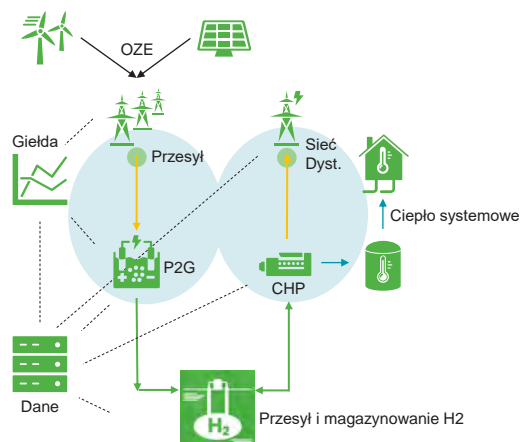 OZE
Giełda
Przesył
Sieć
Dyst.
Ciepło systemowe
P2G
CHP
Dane
H2
Przesył i magazynowanie H2